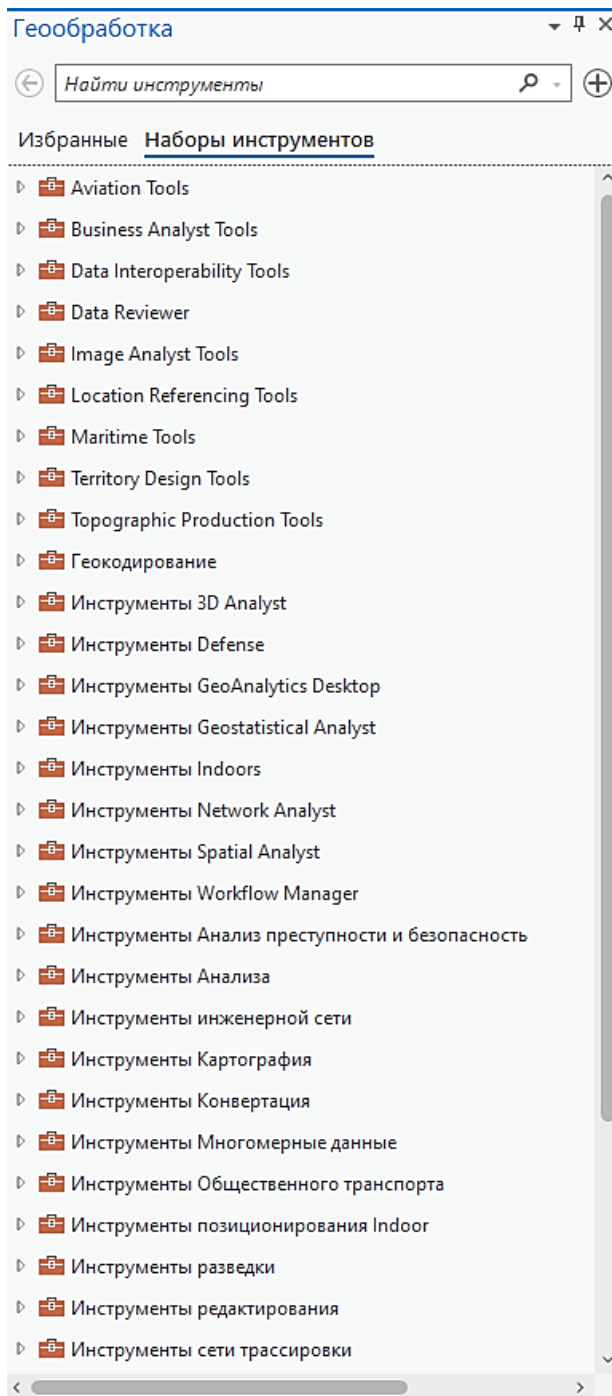 Геообработка
Найти инструменты
Избранные Наборы инструментов
Aviation Tools
Business Analyst Tools
Data Interoperability Tools
Data Reviewer
Image Analyst Tools
Location Referencing Tools
Maritime Tools
Territory Design Tools
Topographic Production Tools
Геокодирование
Инструменты 3D Analyst
Инструменты Defense
Инструменты GeoAnalytics Desktop
Инструменты Geostatistical Analyst
Инструменты Indoors
Инструменты Network Analyst
Инструменты Spatial Analyst
Инструменты Workflow Manager
Инструменты Анализ преступности и безопасность
Инструменты Анализа
Инструменты инженерной сети
Инструменты Картография
Инструменты Конвертация
Инструменты Многомерные данные
Инструменты Общественного транспорта
Инструменты позиционирования Indoor
Инструменты разведки
Инструменты редактирования
Инструменты сети трассировки